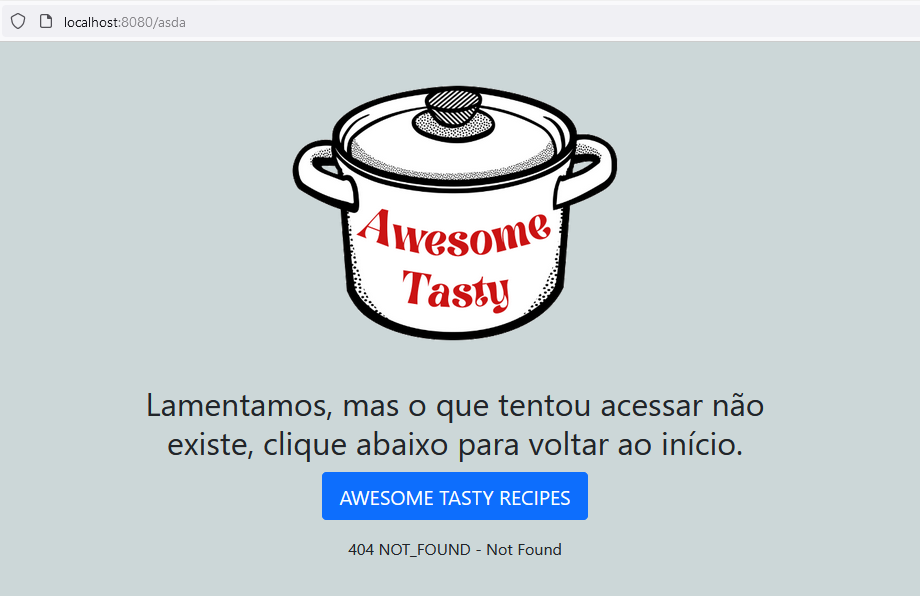 localhost:8080/asda
Awesome
Tasty
Lamentamos, mas o que tentou acessar não
existe, clique abaixo para voltar ao início.
AWESOME TASTY RECIPES
404 NOT_FOUND - Not Found